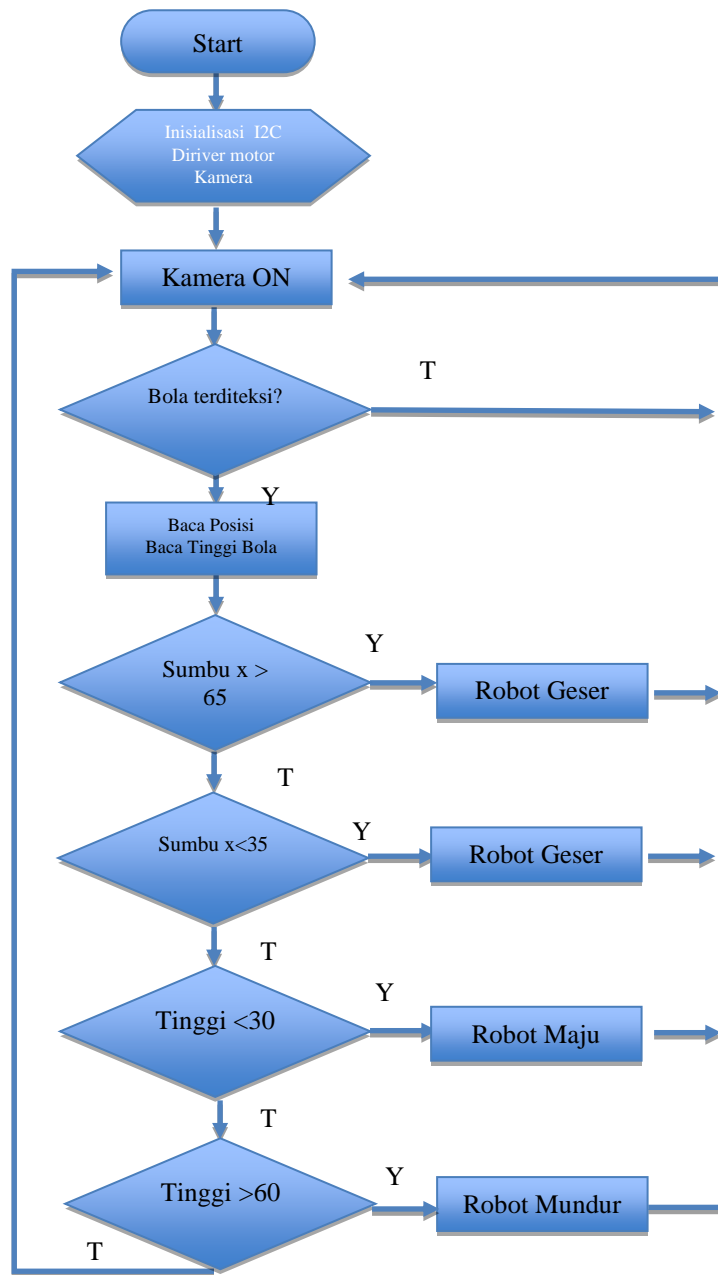 Start
Inisialisasi I2C
Diriver motor
Kamera
Kamera ON
T
Bola terditeksi?
Y
Baca Posisi
Baca Tinggi Bola
Y
Sumbu x >
65
Robot Geser
T
Y
Sumbu x<35
Robot Geser
T
Y
Tinggi <30
Robot Maju
T
Y
Tinggi >60
Robot Mundur
T